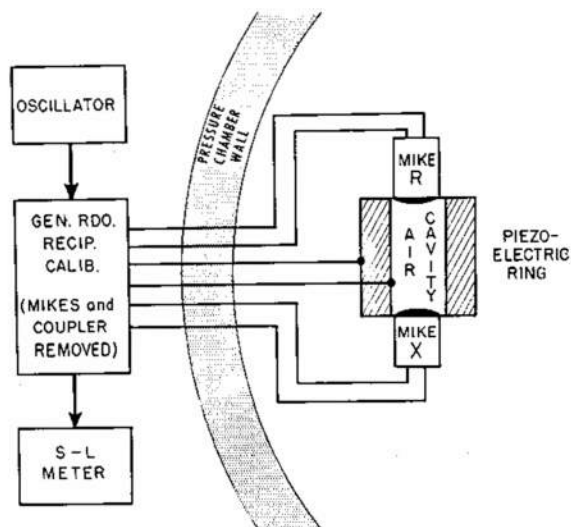 OSCILLATOR
GEN. RDO.
RECIP.
CALIB.
(MIKES and
COUPLER
REMOVED)
S-L
METER
PRESSURE
CHAMBER
WALL
MIKE
R
AIR
CAVITY
MIKE
X
PIEZO-
ELECTRIC
RING